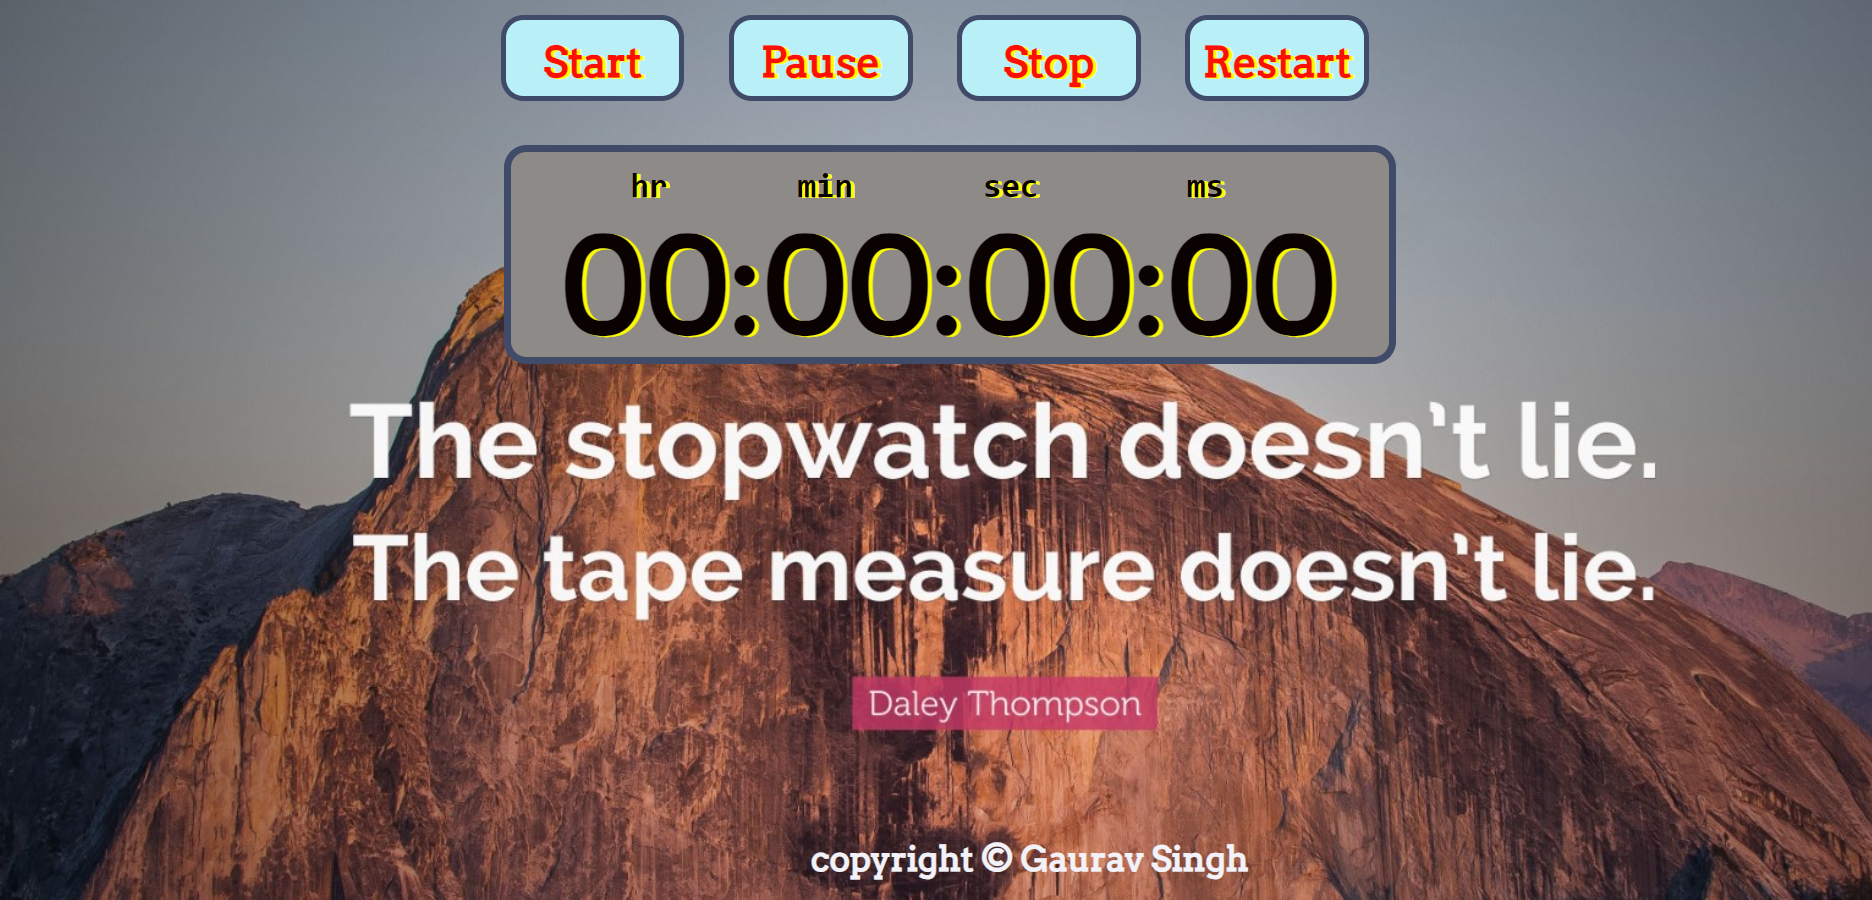 Start Pause Stop Restart
hr min sec ms
00:00:00:00
The stopwatch doesn’t lie.
The tape measure doesn’t lie.
Daley Thompson
copyright © Gaurav Singh